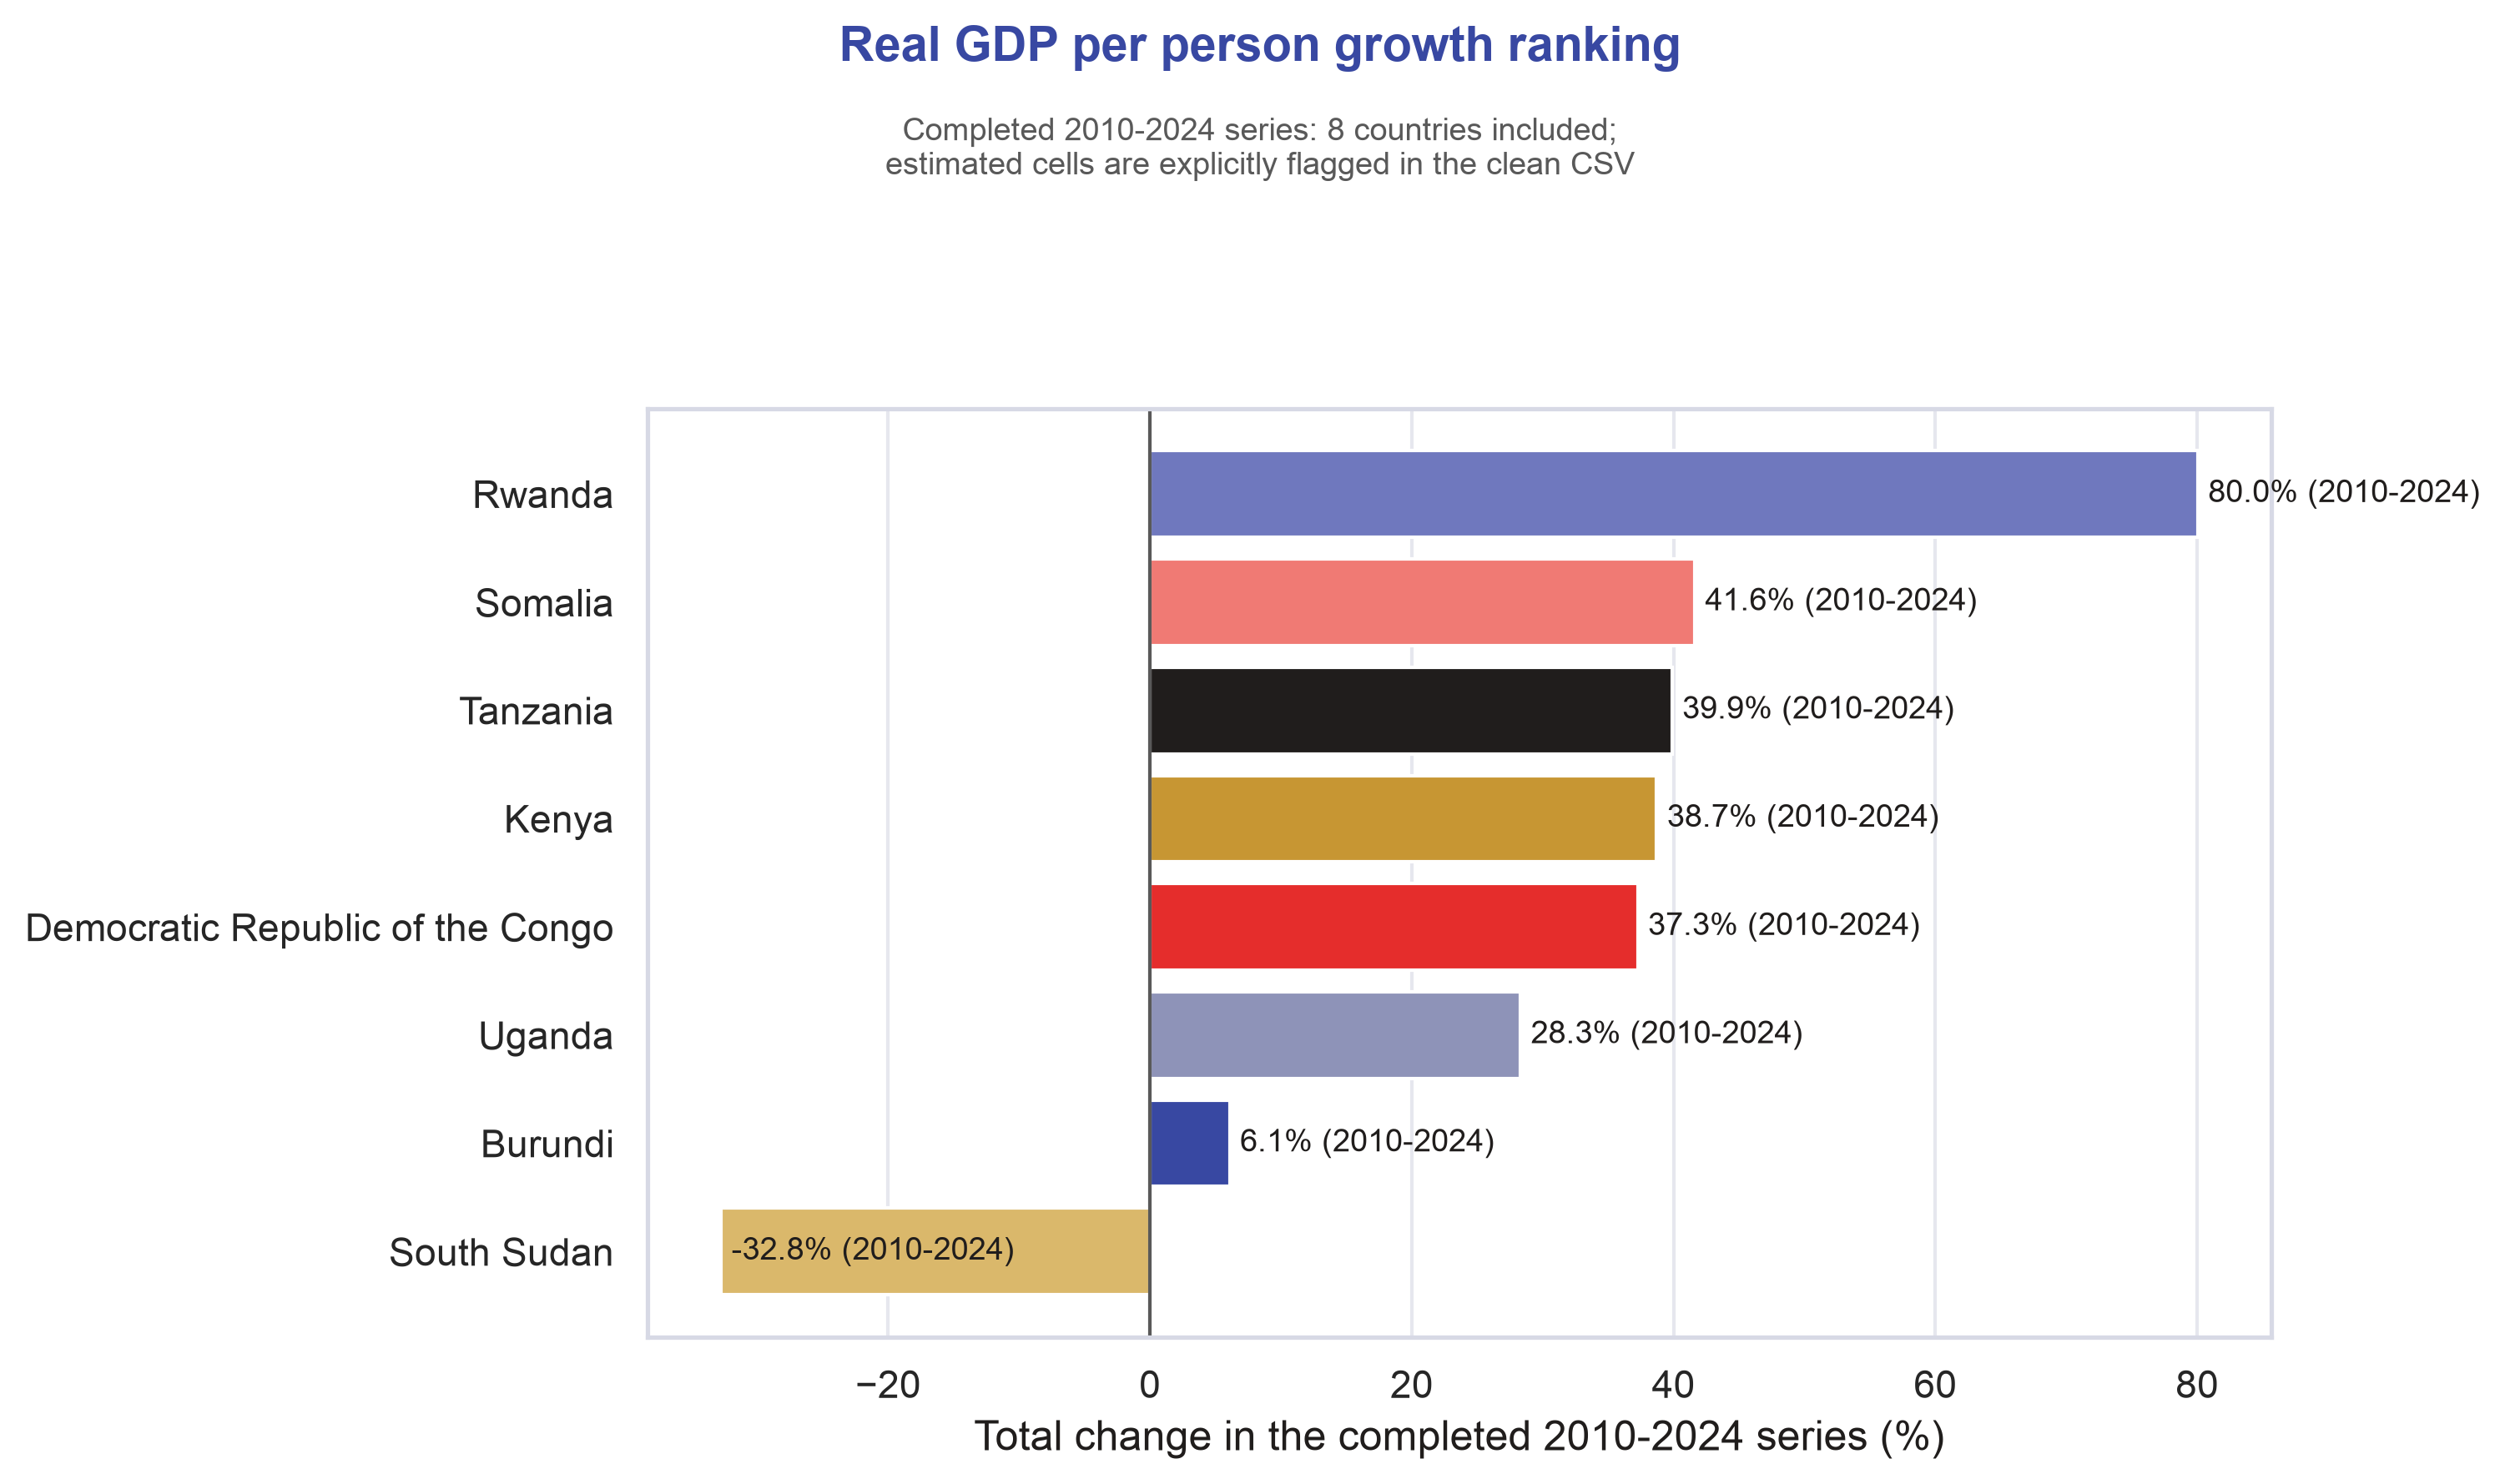 Real GDP per person growth ranking
Completed 2010-2024 series: 8 countries included;
estimated cells are explicitly flagged in the clean CSV
Rwanda
80.0% (2010-2024)
Somalia
41.6% (2010-2024)
Tanzania
39.9% (2010-2024)
Kenya
38.7% (2010-2024)
Democratic Republic of the Congo
37.3% (2010-2024)
Uganda
28.3% (2010-2024)
Burundi
6.1% (2010-2024)
South Sudan
-32.8% (2010-2024)
−20 0 20 40 60 80
Total change in the completed 2010-2024 series (%)